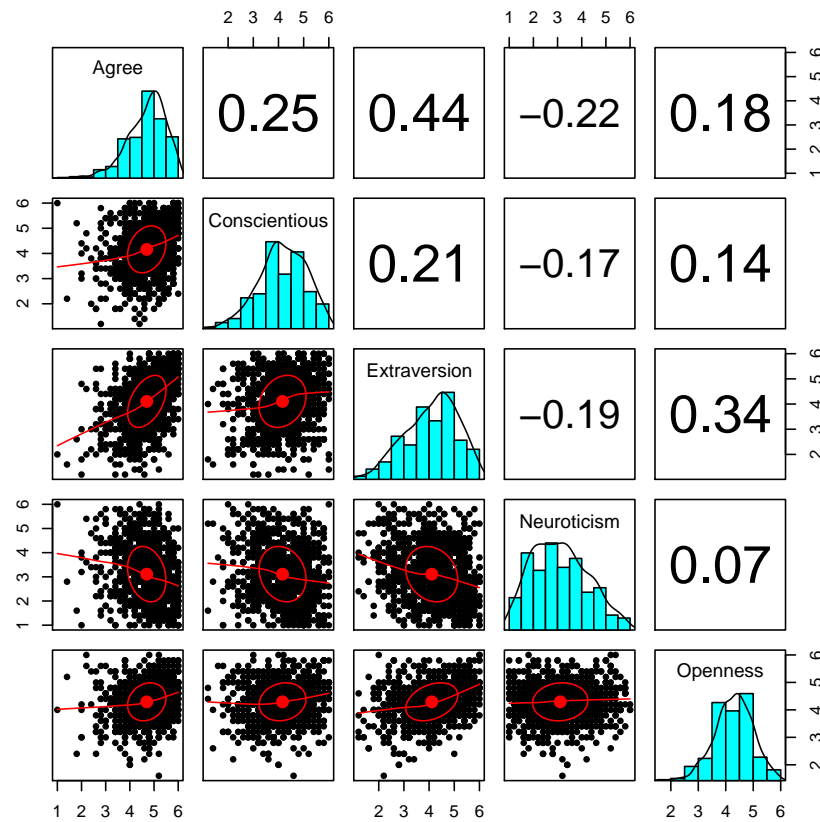 2 3 4 5 6
1 2 3 4 5 6
Agree
0.25
0.44
−0.22
0.18
1 2 3 4 5 6
2 3 4 5 6
Conscientious
0.21
−0.17
0.14
Extraversion
−0.19
0.34
2 3 4 5 6
1 2 3 4 5 6
Neuroticism
0.07
Openness
2 3 4 5 6
1 2 3 4 5 6
2 3 4 5 6
1 2 3 4 5 6